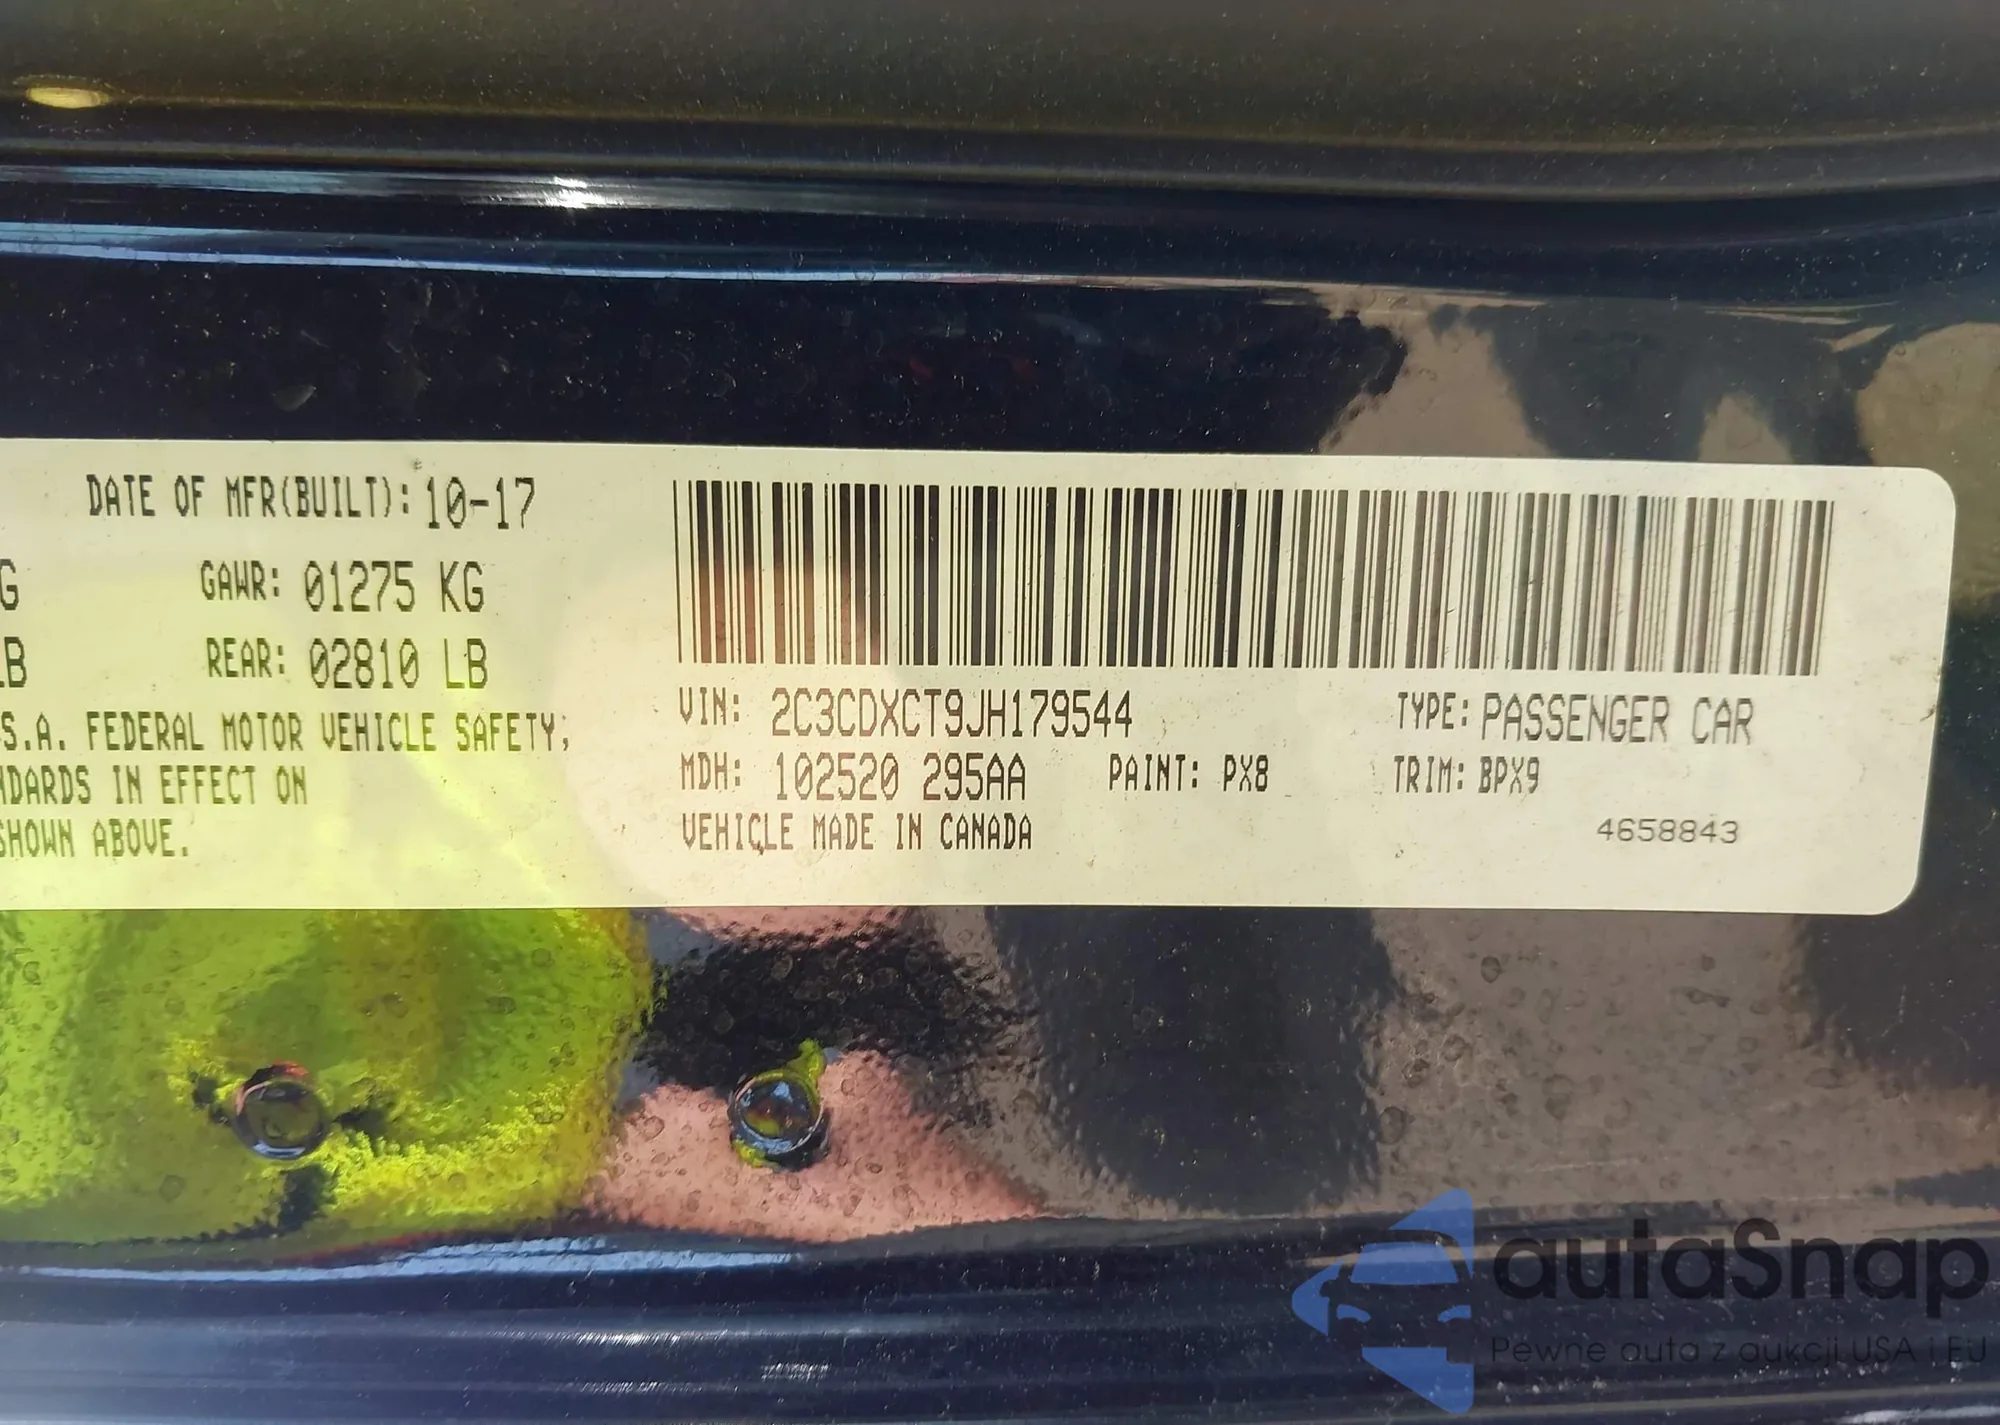 DATE OF MFR(BUILT): 10-17
G GAWR: 01275 KG
LB REAR: 02810 LB
S.A. FEDERAL MOTOR VEHICLE SAFETY,
NDARDS IN EFFECT ON
SHOWN ABOVE.
VIN: 2C3CDXCT9JH179544 TYPE: PASSENGER CAR
MDH: 102520 295AA PAINT: PX8 TRIM: BPX9
VEHICLE MADE IN CANADA
4658843
autaSnap
Pewne auta z aukcji USA i EU